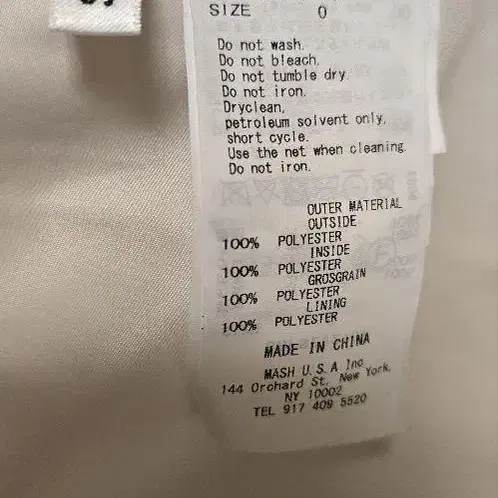 SIZE 0
Do not wash.
Do not bleach.
Do not tumble dry.
Do not iron.
Dryclean,
petroleum solvent only,
short cycle.
Use the net when cleaning.
Do not iron.
OUTER MATERIAL
OUTSIDE
100% POLYESTER
INSIDE
100% POLYESTER
GROSGRAIN
100% POLYESTER
LINING
100% POLYESTER
MADE IN CHINA
MASH U.S.A Inc.
144 Orchard St. New York,
NY 10002
TEL 917 409 5520